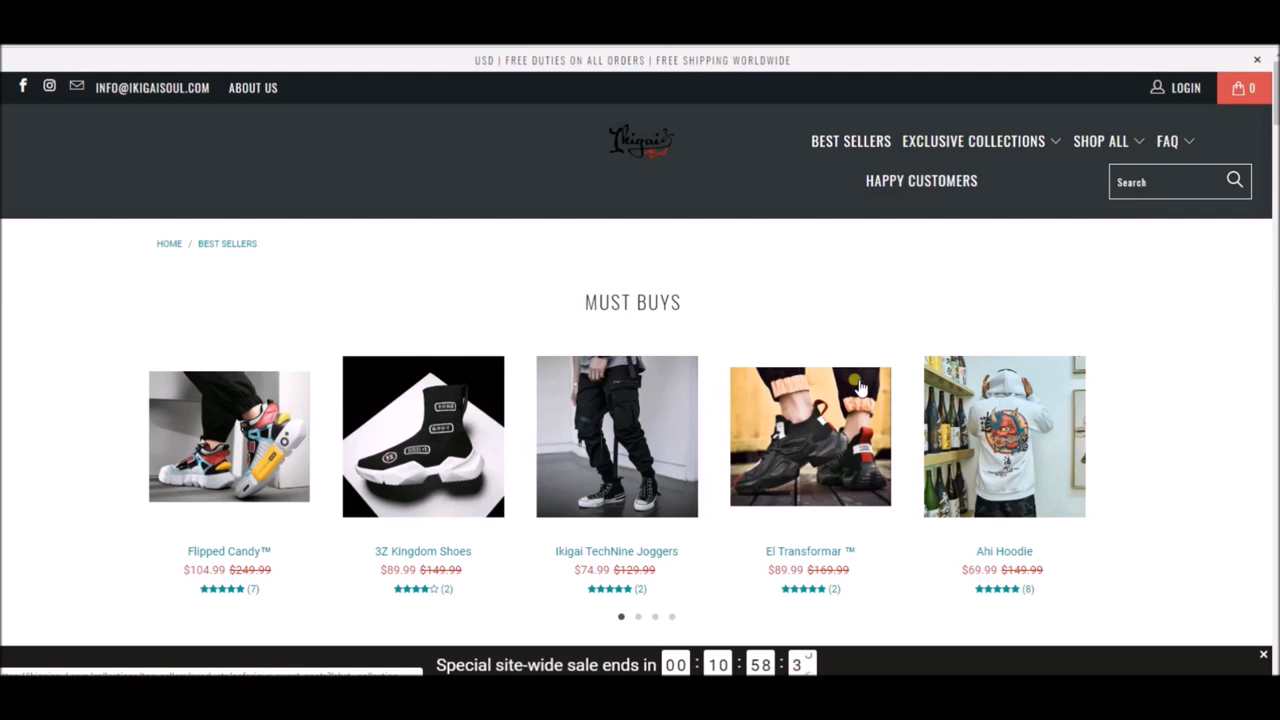 USD | FREE DUTIES ON ALL ORDERS | FREE SHIPPING WORLDWIDE
INFO@IKIGAISOUL.COM ABOUT US LOGIN 0
Ikigai
BEST SELLERS EXCLUSIVE COLLECTIONS SHOP ALL FAQ
HAPPY CUSTOMERS Search
HOME / BEST SELLERS
MUST BUYS
Flipped Candy™ 3Z Kingdom Shoes Ikigai TechNine Joggers El Transformar ™ Ahi Hoodie
$104.99 $249.99 $89.99 $149.99 $74.99 $129.99 $89.99 $169.99 $69.99 $149.99
(7) (2) (2) (2) (8)
Special site-wide sale ends in 00 : 10 : 58 : 3